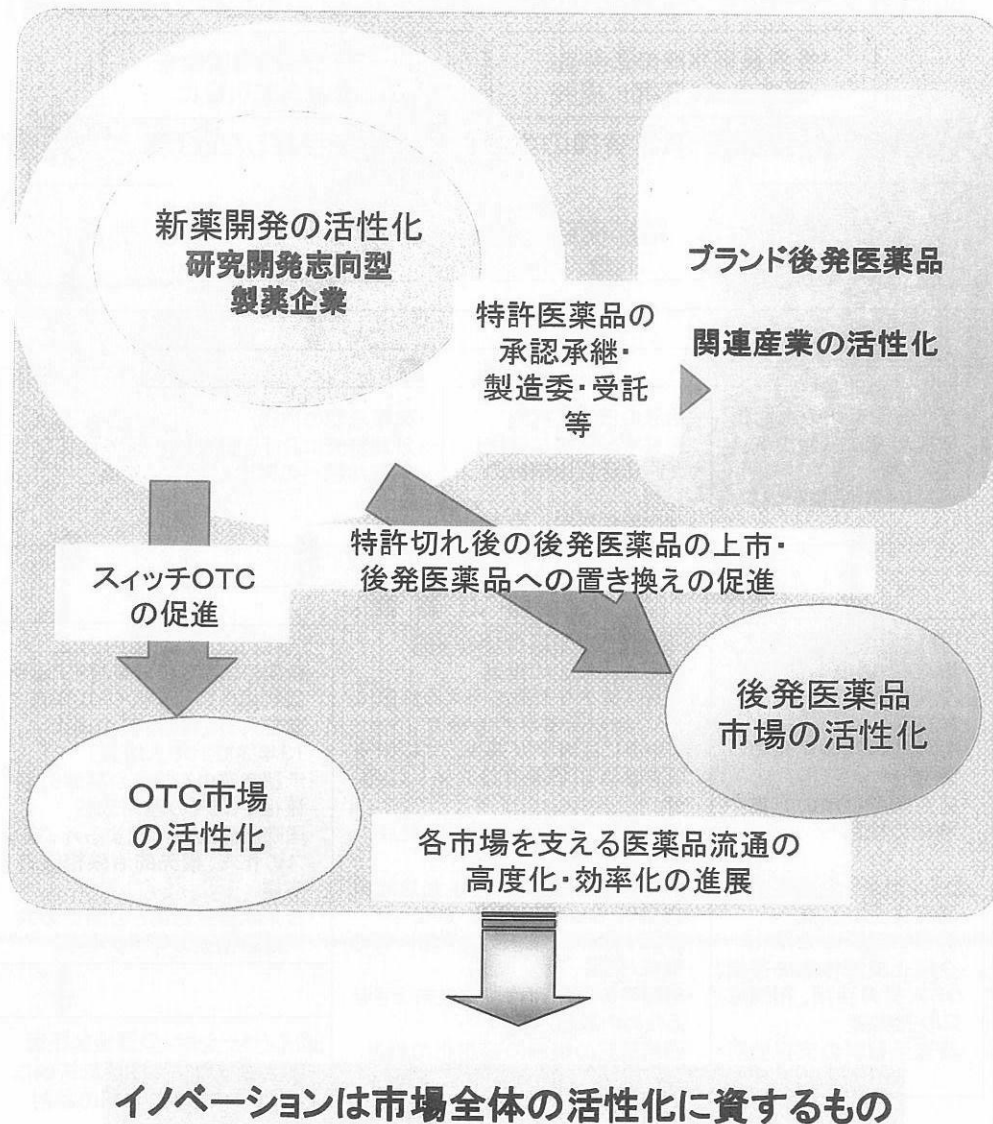 新薬開発の活性化
研究開発志向型
製薬企業
ブランド後発医薬品
関連産業の活性化
特許医薬品の
承認承継・
製造委・受託
等
特許切れ後の後発医薬品の上市・
後発医薬品への置き換えの促進
スィッチOTC
の促進
後発医薬品
市場の活性化
OTC市場
の活性化
各市場を支える医薬品流通の
高度化・効率化の進展
イノベーションは市場全体の活性化に資するもの